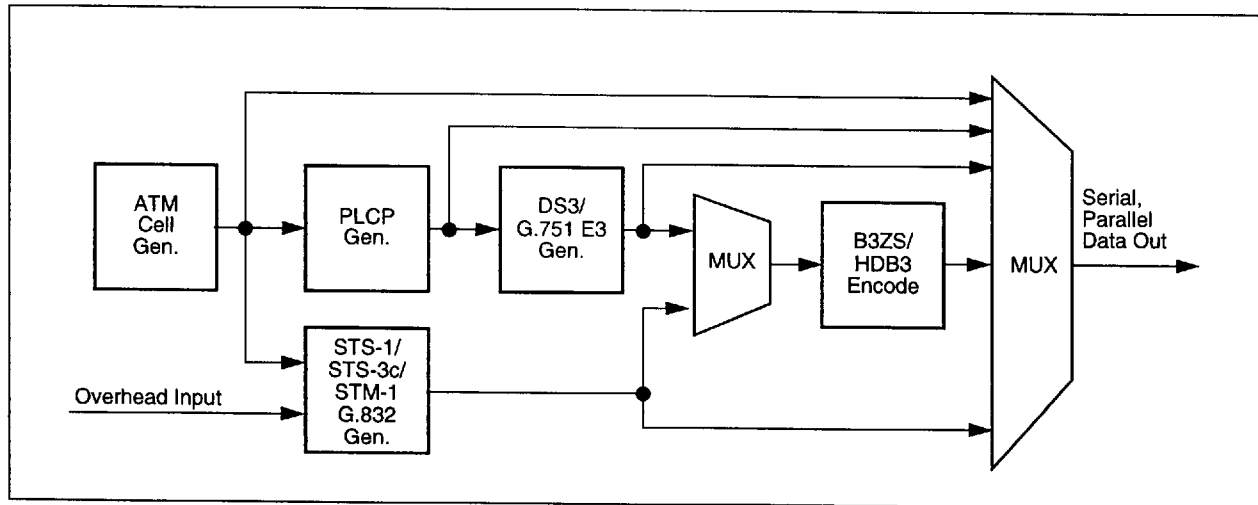 ATM
Cell
Gen.
PLCP
Gen.
DS3/
G.751 E3
Gen.
MUX
B3ZS/
HDB3
Encode
MUX
Serial,
Parallel
Data Out
Overhead Input
STS-1/
STS-3c/
STM-1
G.832
Gen.